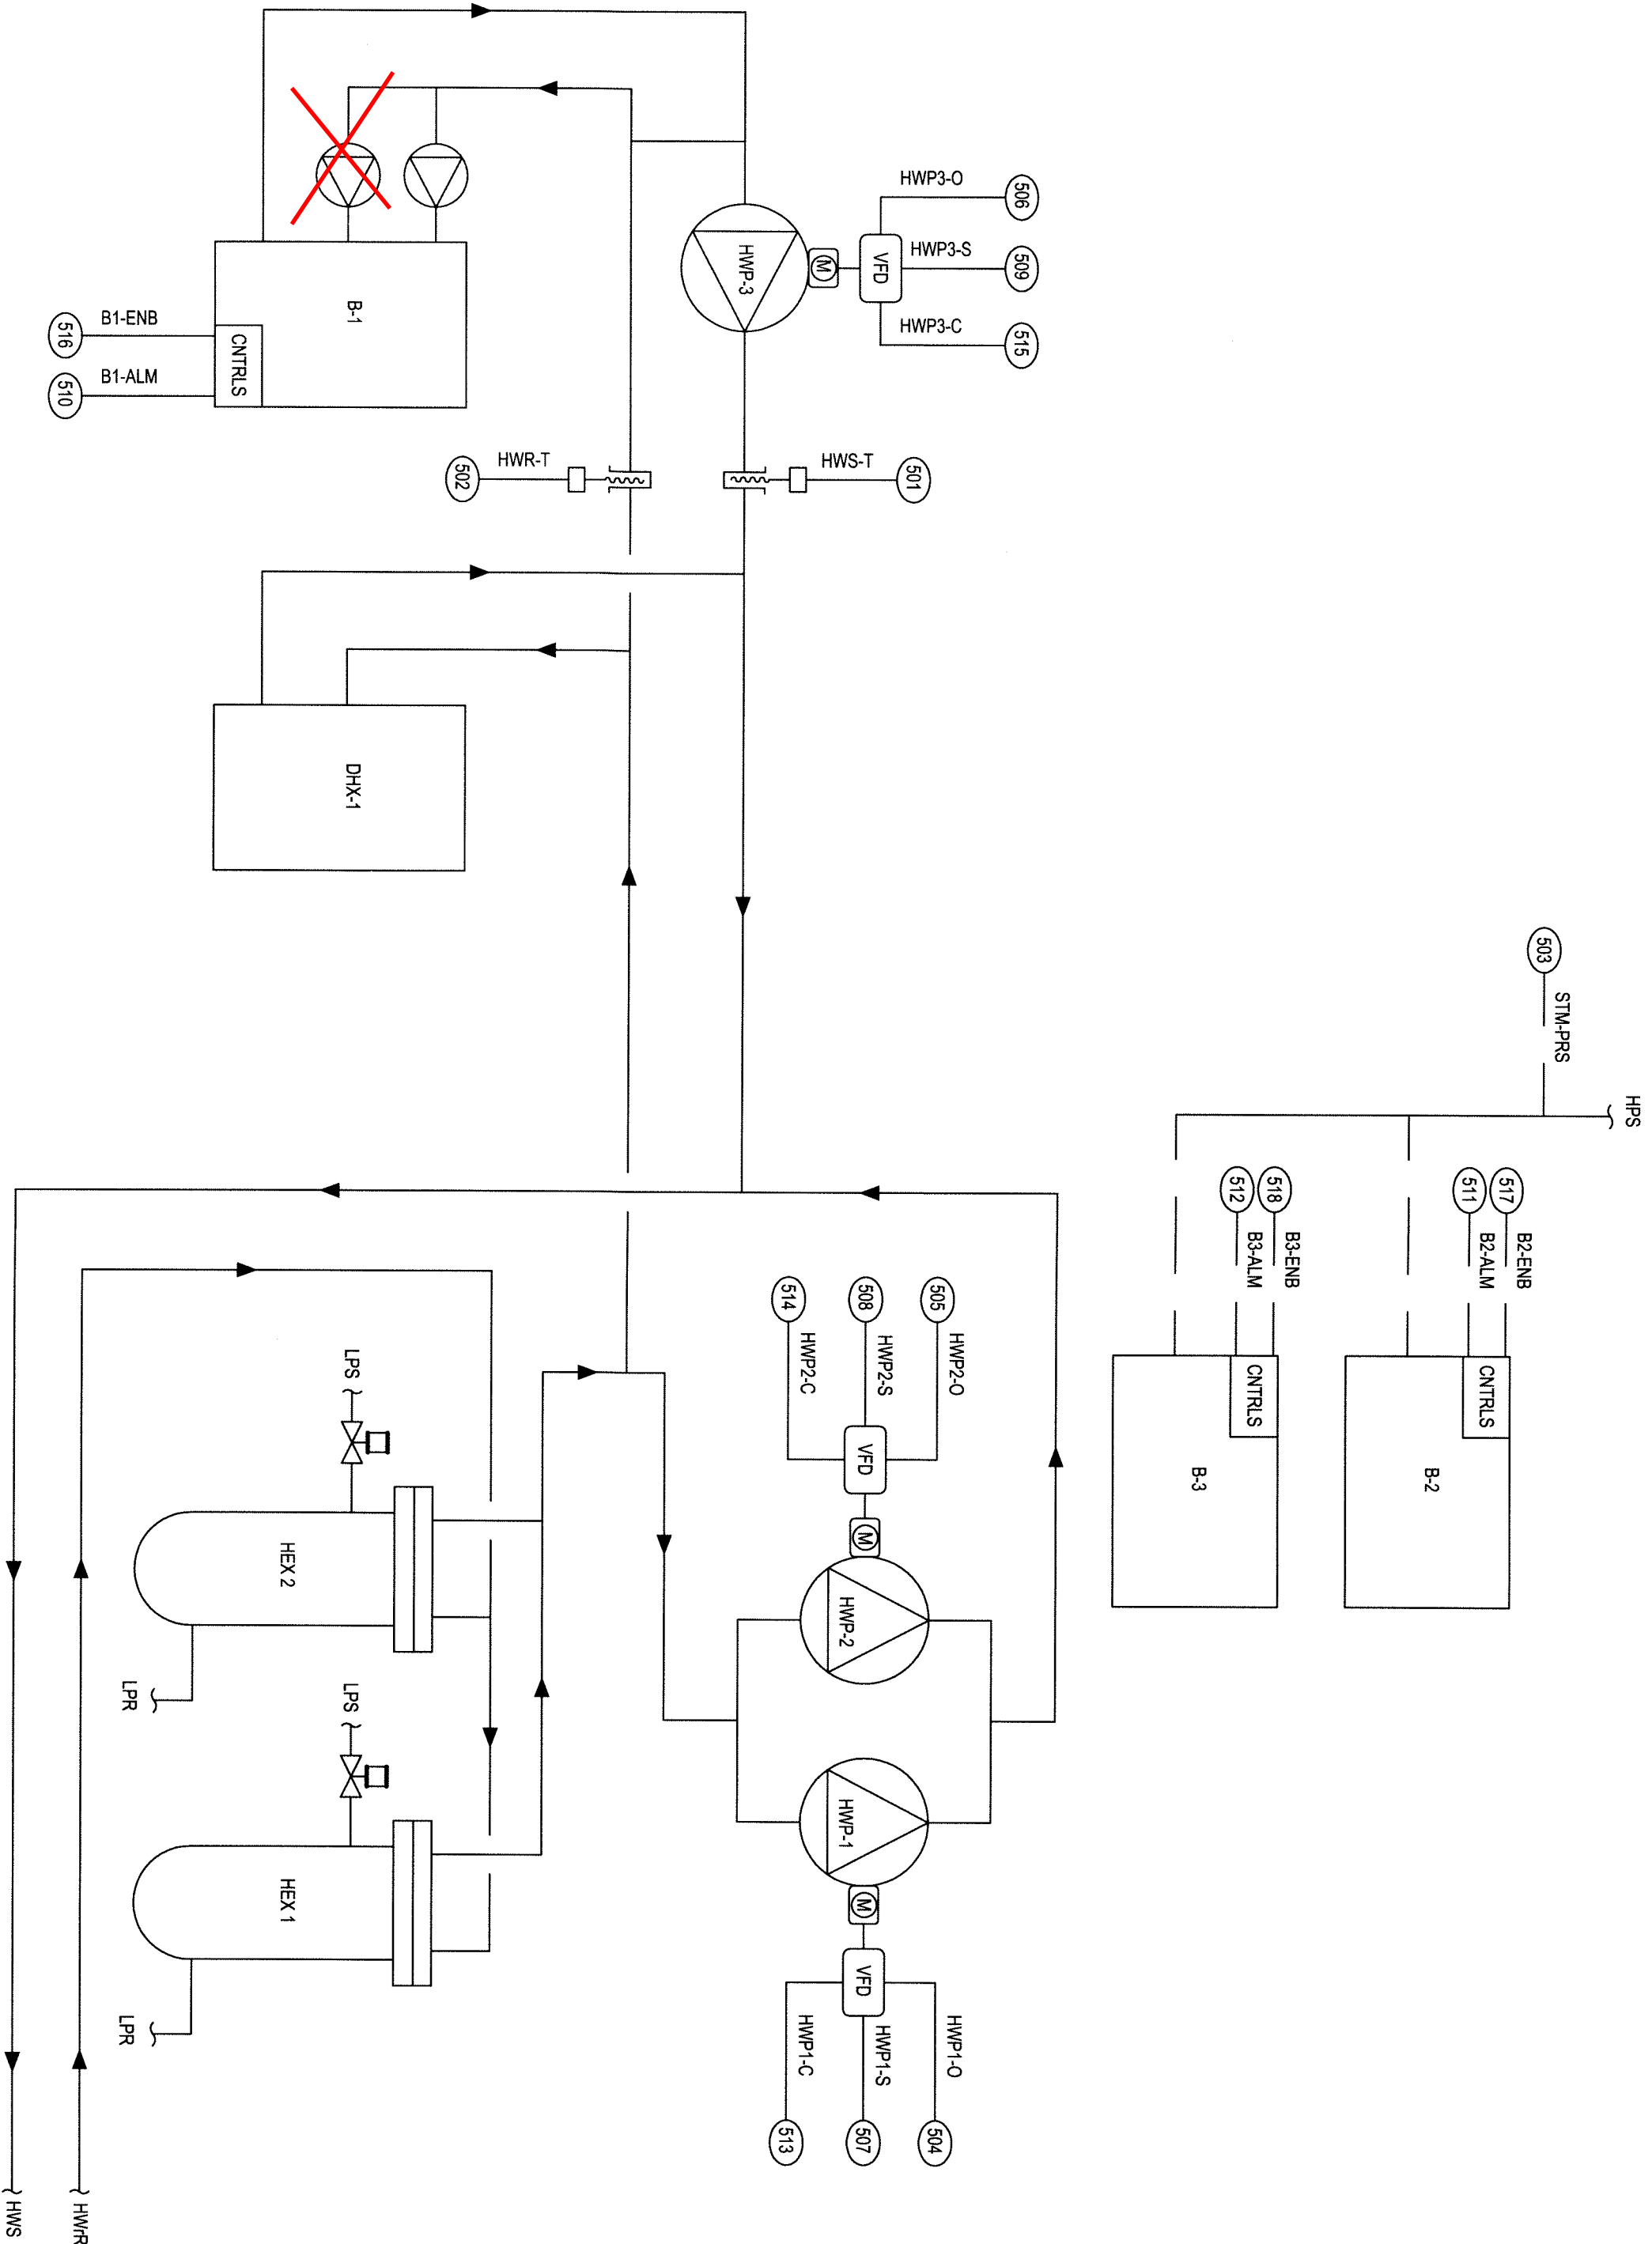 HWP3-O
506
HWP3-S
509
VFD
HWP3-C
515
M
HWP-3
B-1
CNTRLS
B1-ENB
516
B1-ALM
510
HWR-T
502
HWS-T
501
DHX-1
503
STM-PRS
HPS
517
B2-ENB
511
B2-ALM
CNTRLS
B-2
518
B3-ENB
512
B3-ALM
CNTRLS
B-3
505
HWP2-O
508
HWP2-S
514
HWP2-C
VFD
M
HWP-2
HWP-1
M
VFD
HWP1-O
504
HWP1-S
507
HWP1-C
513
LPS
HEX 2
LPR
LPS
HEX 1
LPR
HWrR
HWS